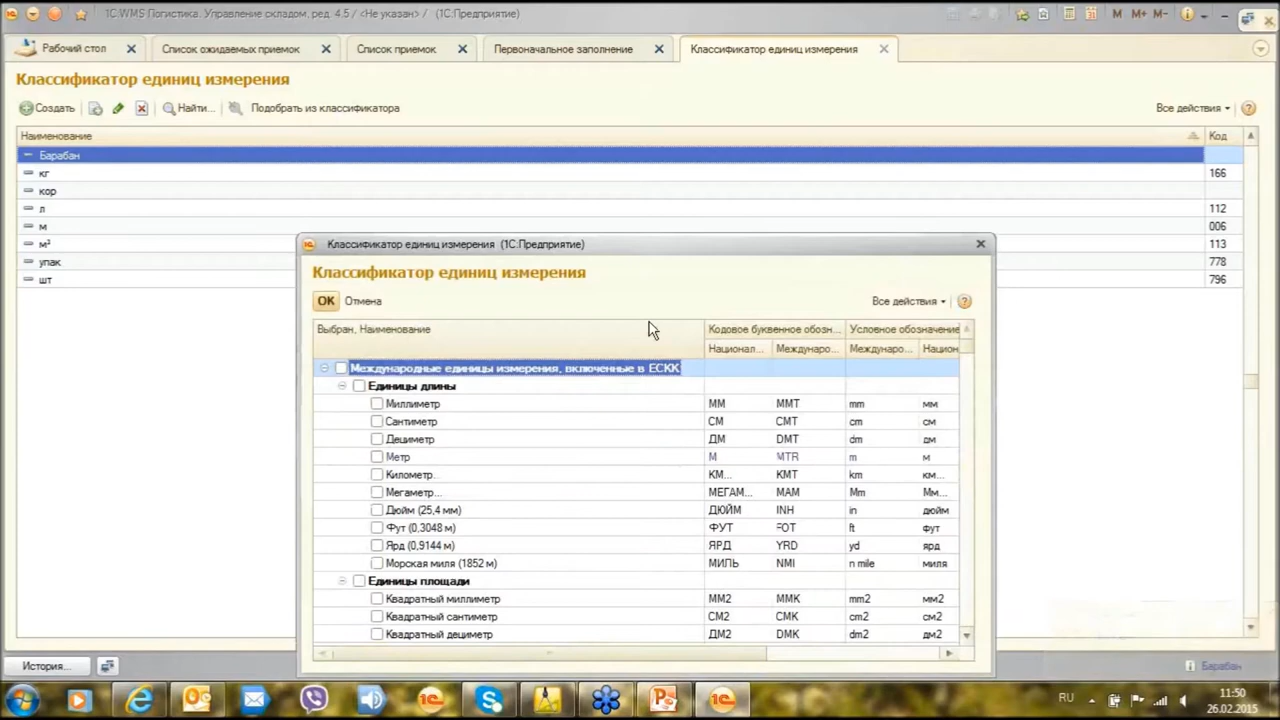 1С:WMS Логистика. Управление складом, ред. 4.5 / <Не указан> / (1С:Предприятие)
M M+ M-
Рабочий стол
Список ожидаемых приемок
Список приемок
Первоначальное заполнение
Классификатор единиц измерения
Классификатор единиц измерения
Создать Найти... Подобрать из классификатора Все действия
Наименование Код
Барабан
кг 166
кор
л 112
м 006
м³ 113
упак 778
шт 796
Классификатор единиц измерения (1С:Предприятие)
Классификатор единиц измерения
ОК Отмена Все действия
Выбран, Наименование Кодовое буквенное обозн... Условное обозначение
Национал... Междунаро... Междунаро... Национ
Международные единицы измерения, включенные в ЕСКК
Единицы длины
Миллиметр ММ MMT mm мм
Сантиметр СМ CMT cm см
Дециметр ДМ DMT dm дм
Метр М MTR m м
Километр... КМ... KMT km км...
Мегаметр... МЕГАМ... MAM Mm Мм...
Дюйм (25,4 мм) ДЮЙМ INH in дюйм
Фут (0,3048 м) ФУТ FOT ft фут
Ярд (0,9144 м) ЯРД YRD yd ярд
Морская миля (1852 м) МИЛЬ NMI n mile миля
Единицы площади
Квадратный миллиметр ММ2 MMK mm2 мм2
Квадратный сантиметр СМ2 CMK cm2 см2
Квадратный дециметр ДМ2 DMK dm2 дм2
История... Барабан
RU 11:50
26.02.2015